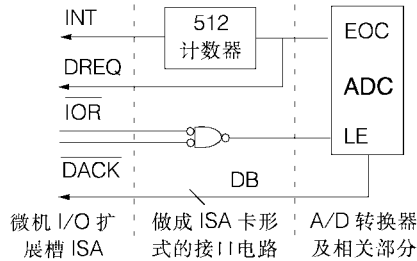 INT
512
计数器
EOC
DREQ
ADC
IOR
LE
DACK
DB
微机 I/O 扩
展槽 ISA
做成 ISA 卡形
式的接口电路
A/D 转换器
及相关部分